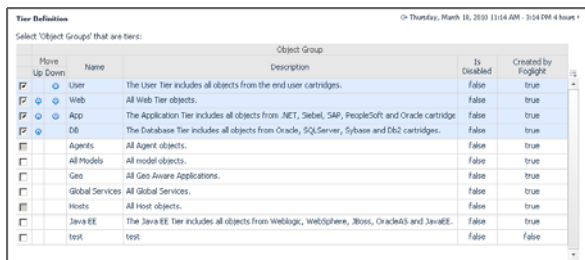 Tier Definition
Thursday, March 18, 2010 11:14 AM - 3:14 PM 4 hours
Select 'Object Groups' that are tiers:
Object Group
Move
Up Down Name Description Is Disabled Created by Foglight
User The User Tier includes all objects from the end user cartridges. false true
Web All Web Tier objects. false true
App The Application Tier includes all objects from .NET, Siebel, SAP, PeopleSoft and Oracle cartridge false true
DB The Database Tier includes all objects from Oracle, SQLServer, Sybase and Db2 cartridges. false true
Agents All Agent objects. false true
All Models All model objects. false true
Geo All Geo Aware Applications. false true
Global Services All Global Services. false true
Hosts All Host objects. false true
Java EE The Java EE Tier includes all objects from Weblogic, WebSphere, JBoss, OracleAS and JavaEE. false true
test test false false